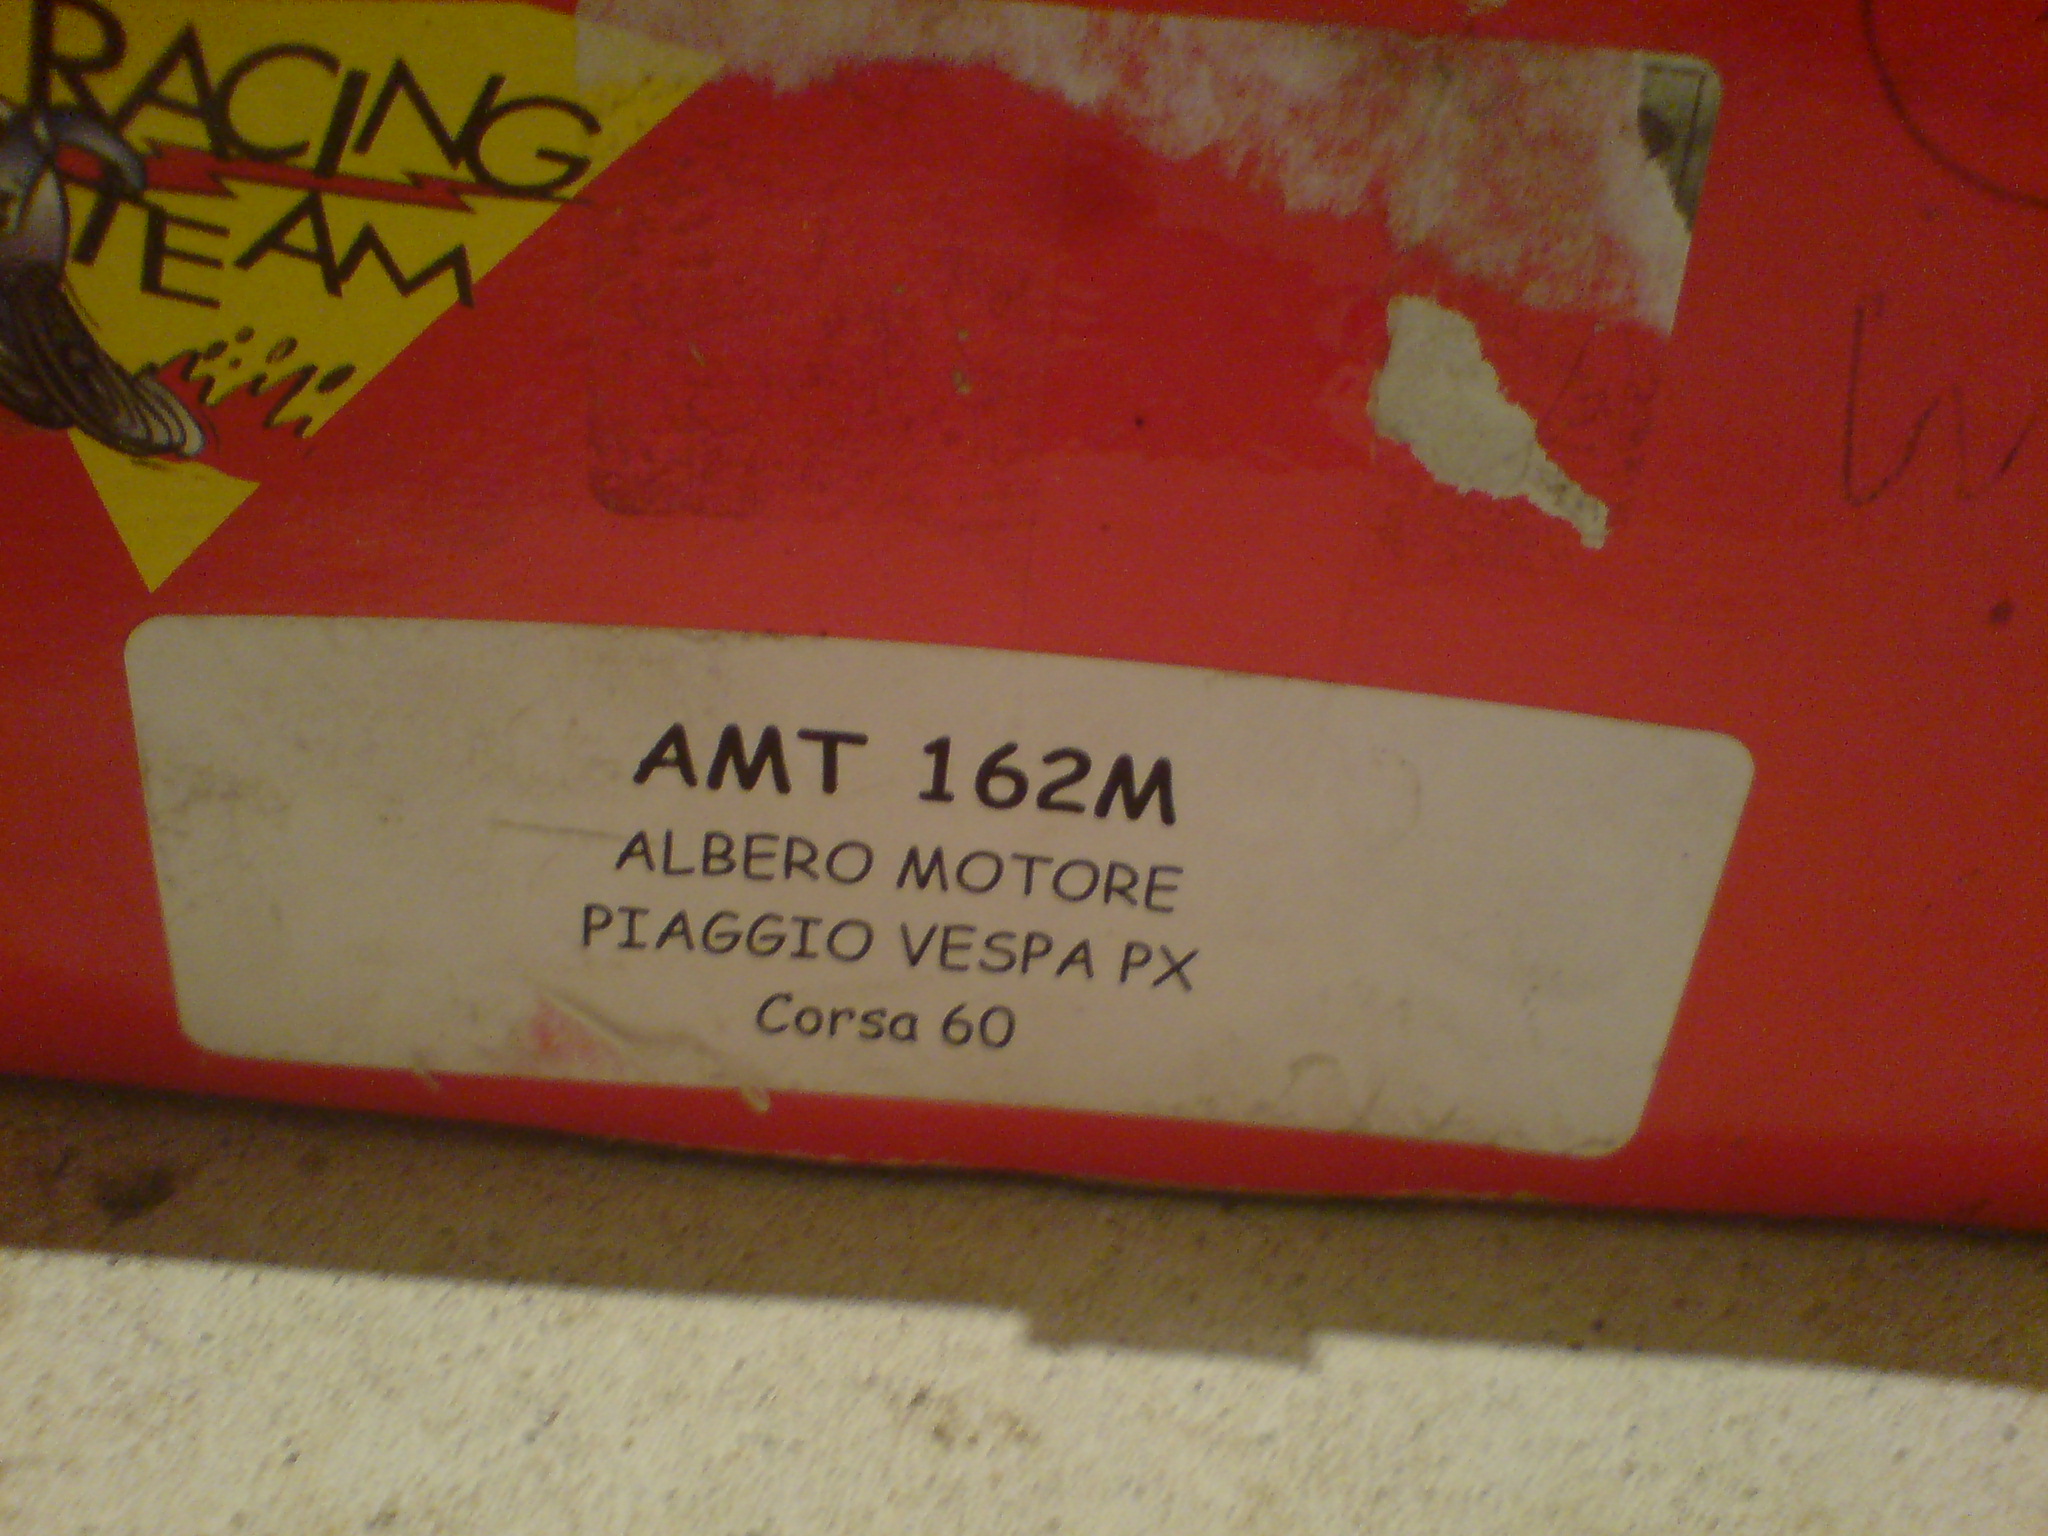 RACING
TEAM
AMT 162M
ALBERO MOTORE
PIAGGIO VESPA PX
Corsa 60